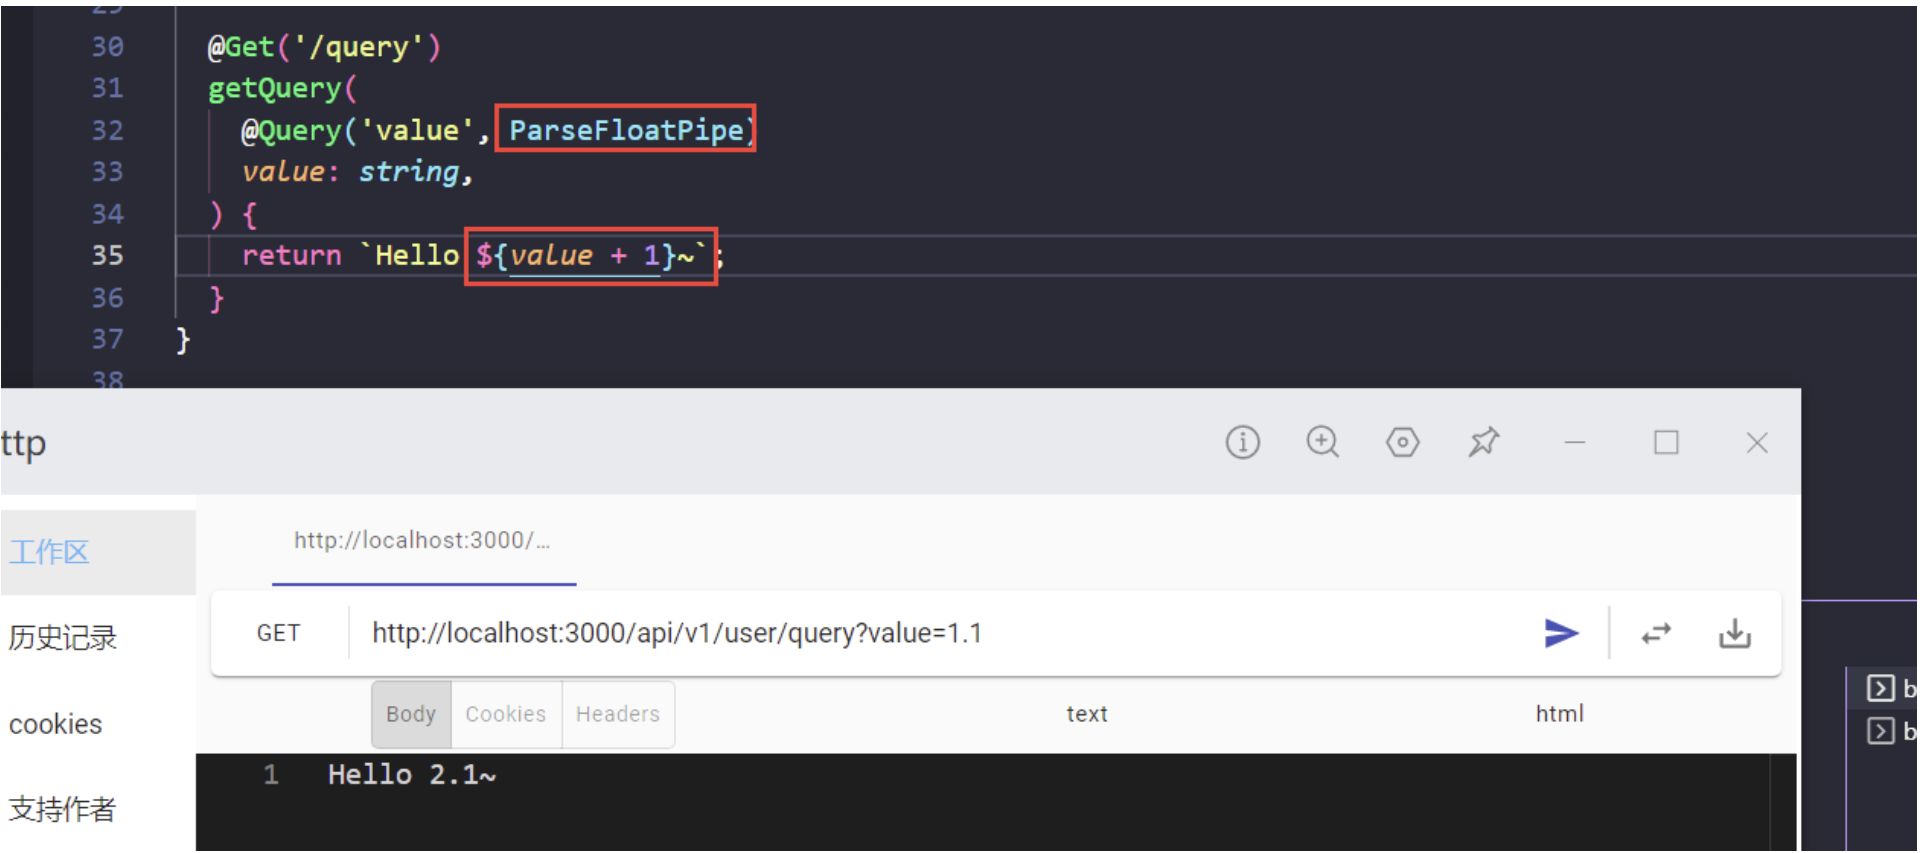 29
30 @Get('/query')
31 getQuery(
32 @Query('value', ParseFloatPipe)
33 value: string,
34 ) {
35 return `Hello ${value + 1}~`;
36 }
37 }
38
ttp
工作区
http://localhost:3000/...
历史记录
GET http://localhost:3000/api/v1/user/query?value=1.1
b
cookies
Body Cookies Headers text html
b
1 Hello 2.1~
支持作者